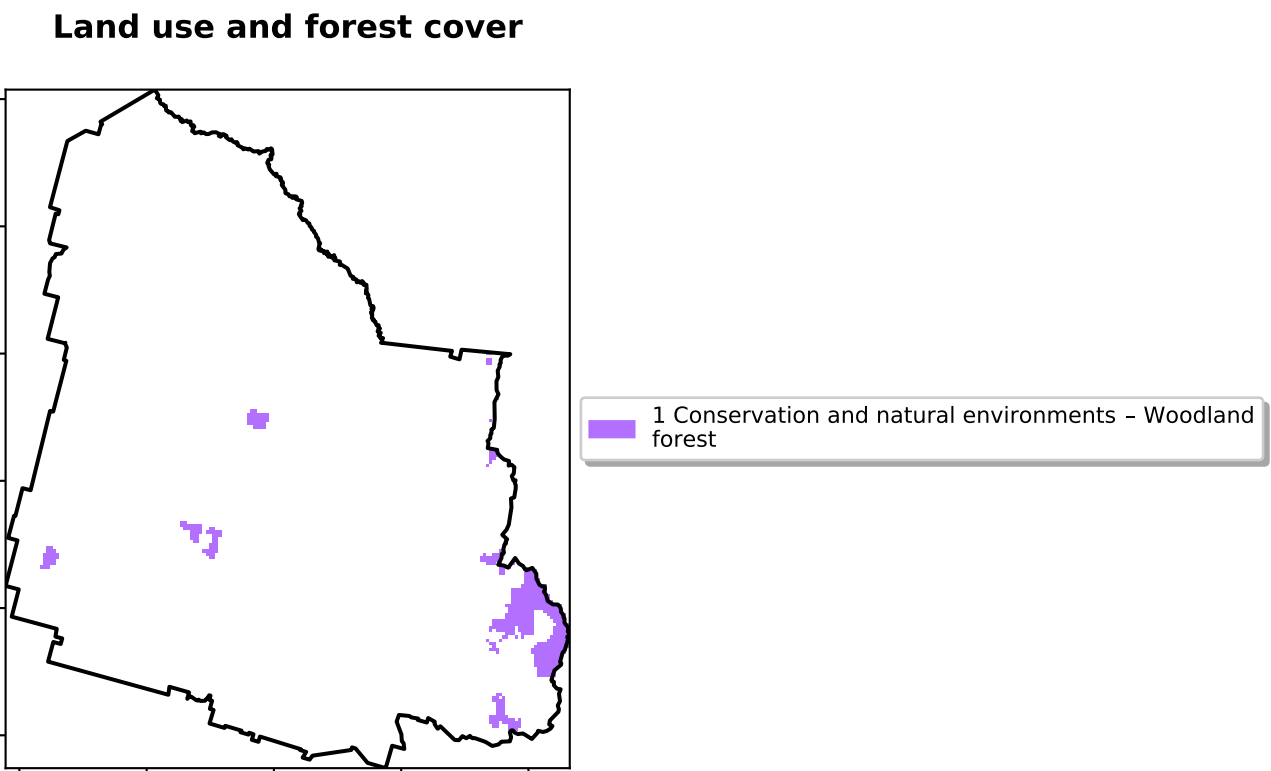 Land use and forest cover
1 Conservation and natural environments – Woodland
forest